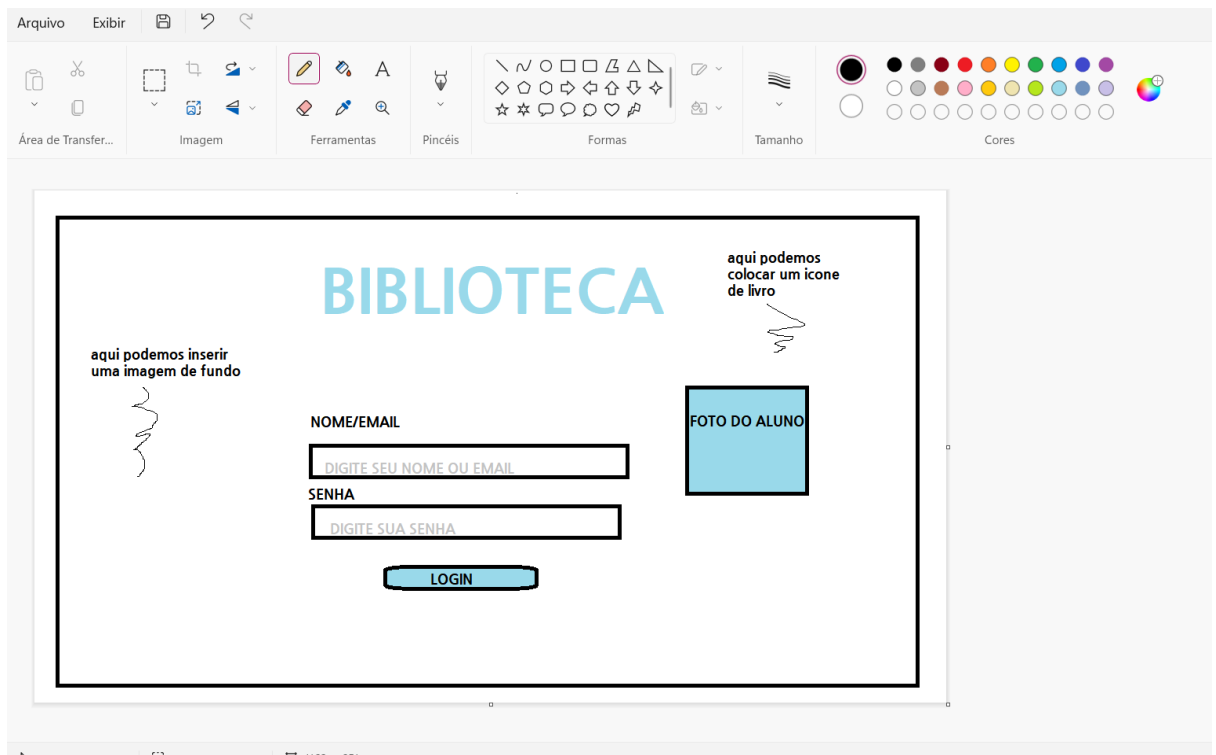 Arquivo Exibir
Área de Transfer...
Imagem
Ferramentas
Pincéis
Formas
Tamanho
Cores
BIBLIOTECA
aqui podemos
colocar um icone
de livro
aqui podemos inserir
uma imagem de fundo
NOME/EMAIL
FOTO DO ALUNO
DIGITE SEU NOME OU EMAIL
SENHA
DIGITE SUA SENHA
LOGIN